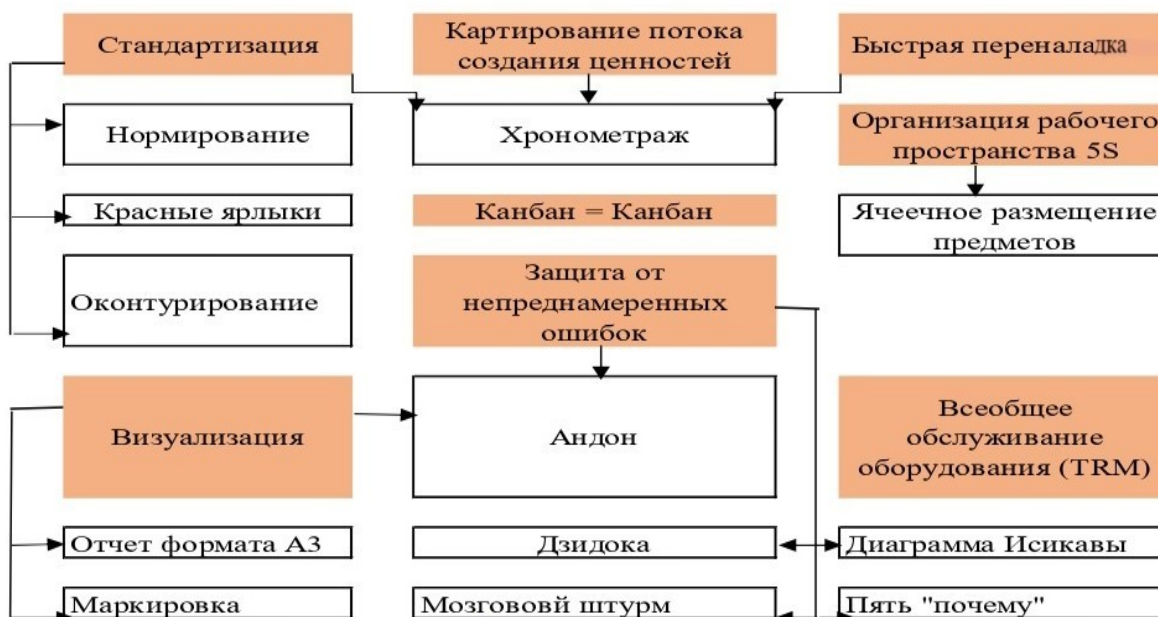 Стандартизация
Картирование потока
создания ценностей
Быстрая переналадка
Нормирование
Хронометраж
Организация рабочего
пространства 5S
Красные ярлыки
Канбан = Канбан
Ячеечное размещение
предметов
Оконтурирование
Защита от
непреднамеренных
ошибок
Визуализация
Андон
Всеобщее
обслуживание
оборудования (TRM)
Отчет формата А3
Дзидока
Диаграмма Исикавы
Маркировка
Мозгововй штурм
Пять "почему"